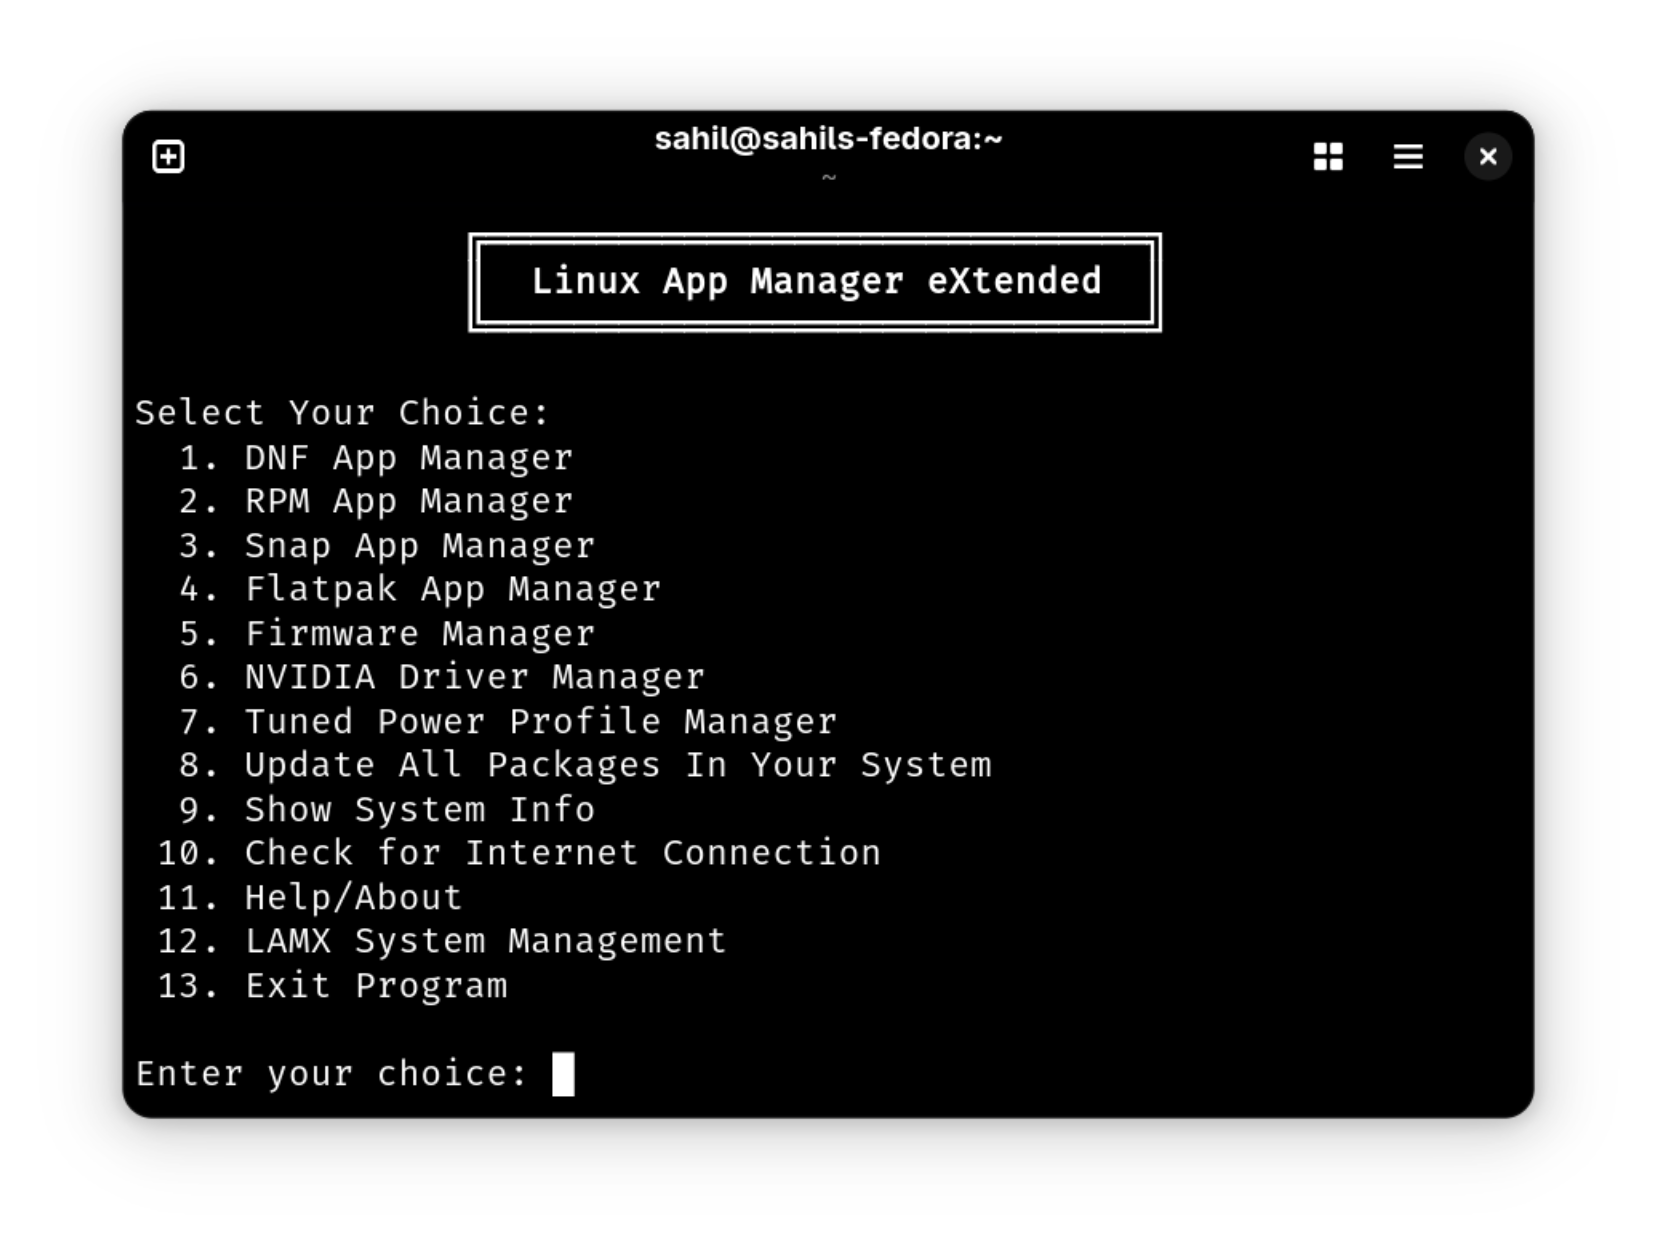 sahil@sahils-fedora:~
~
Linux App Manager eXtended
Select Your Choice:
1. DNF App Manager
2. RPM App Manager
3. Snap App Manager
4. Flatpak App Manager
5. Firmware Manager
6. NVIDIA Driver Manager
7. Tuned Power Profile Manager
8. Update All Packages In Your System
9. Show System Info
10. Check for Internet Connection
11. Help/About
12. LAMX System Management
13. Exit Program
Enter your choice: